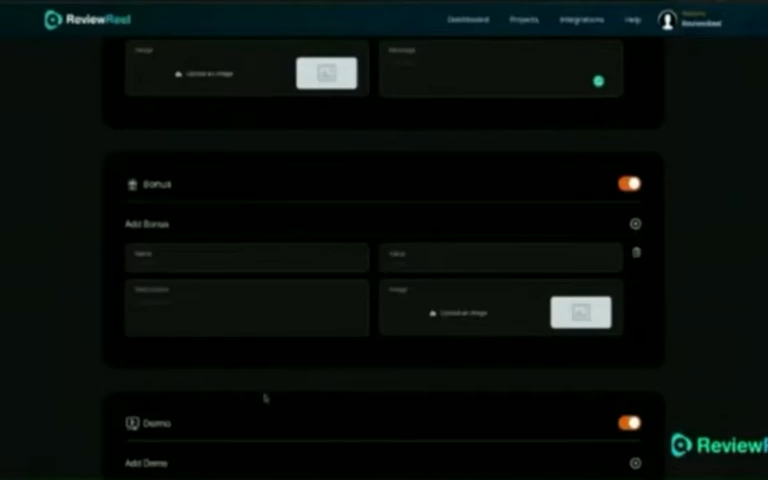 ReviewReel
Dashboard Projects Integrations Help
ReviewReel
Image
Upload an Image
Message
Bonus
Add Bonus
Name
Value
Description
Image
Upload an Image
Demo
Add Demo
ReviewR